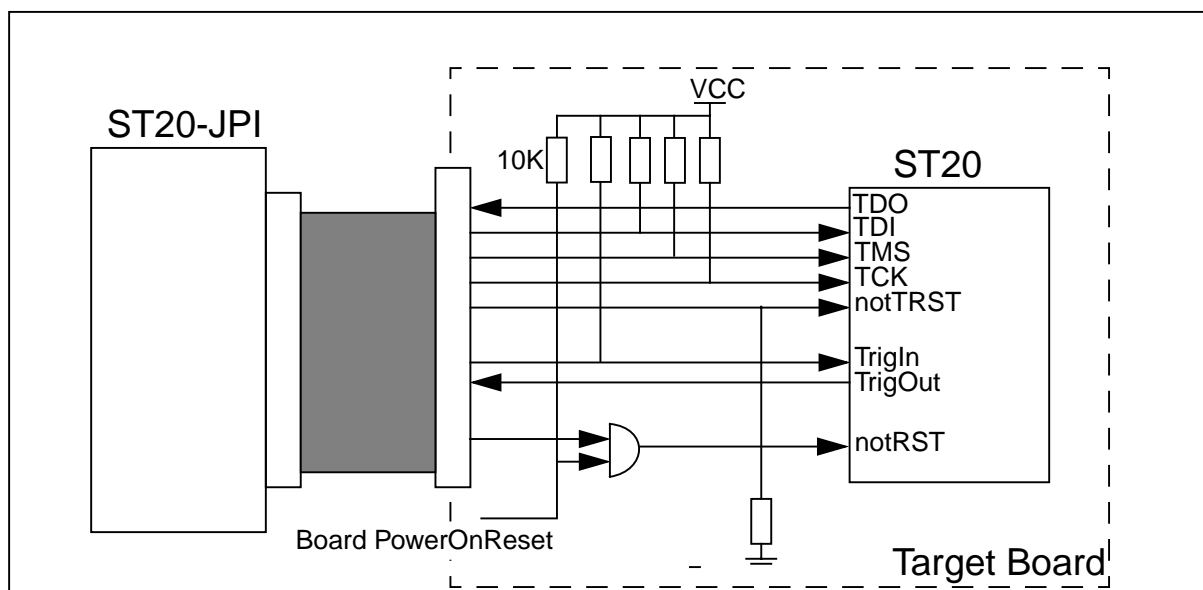 VCC
ST20-JPI
10K
ST20
TDO
TDI
TMS
TCK
notTRST
TrigIn
TrigOut
notRST
Board PowerOnReset
Target Board